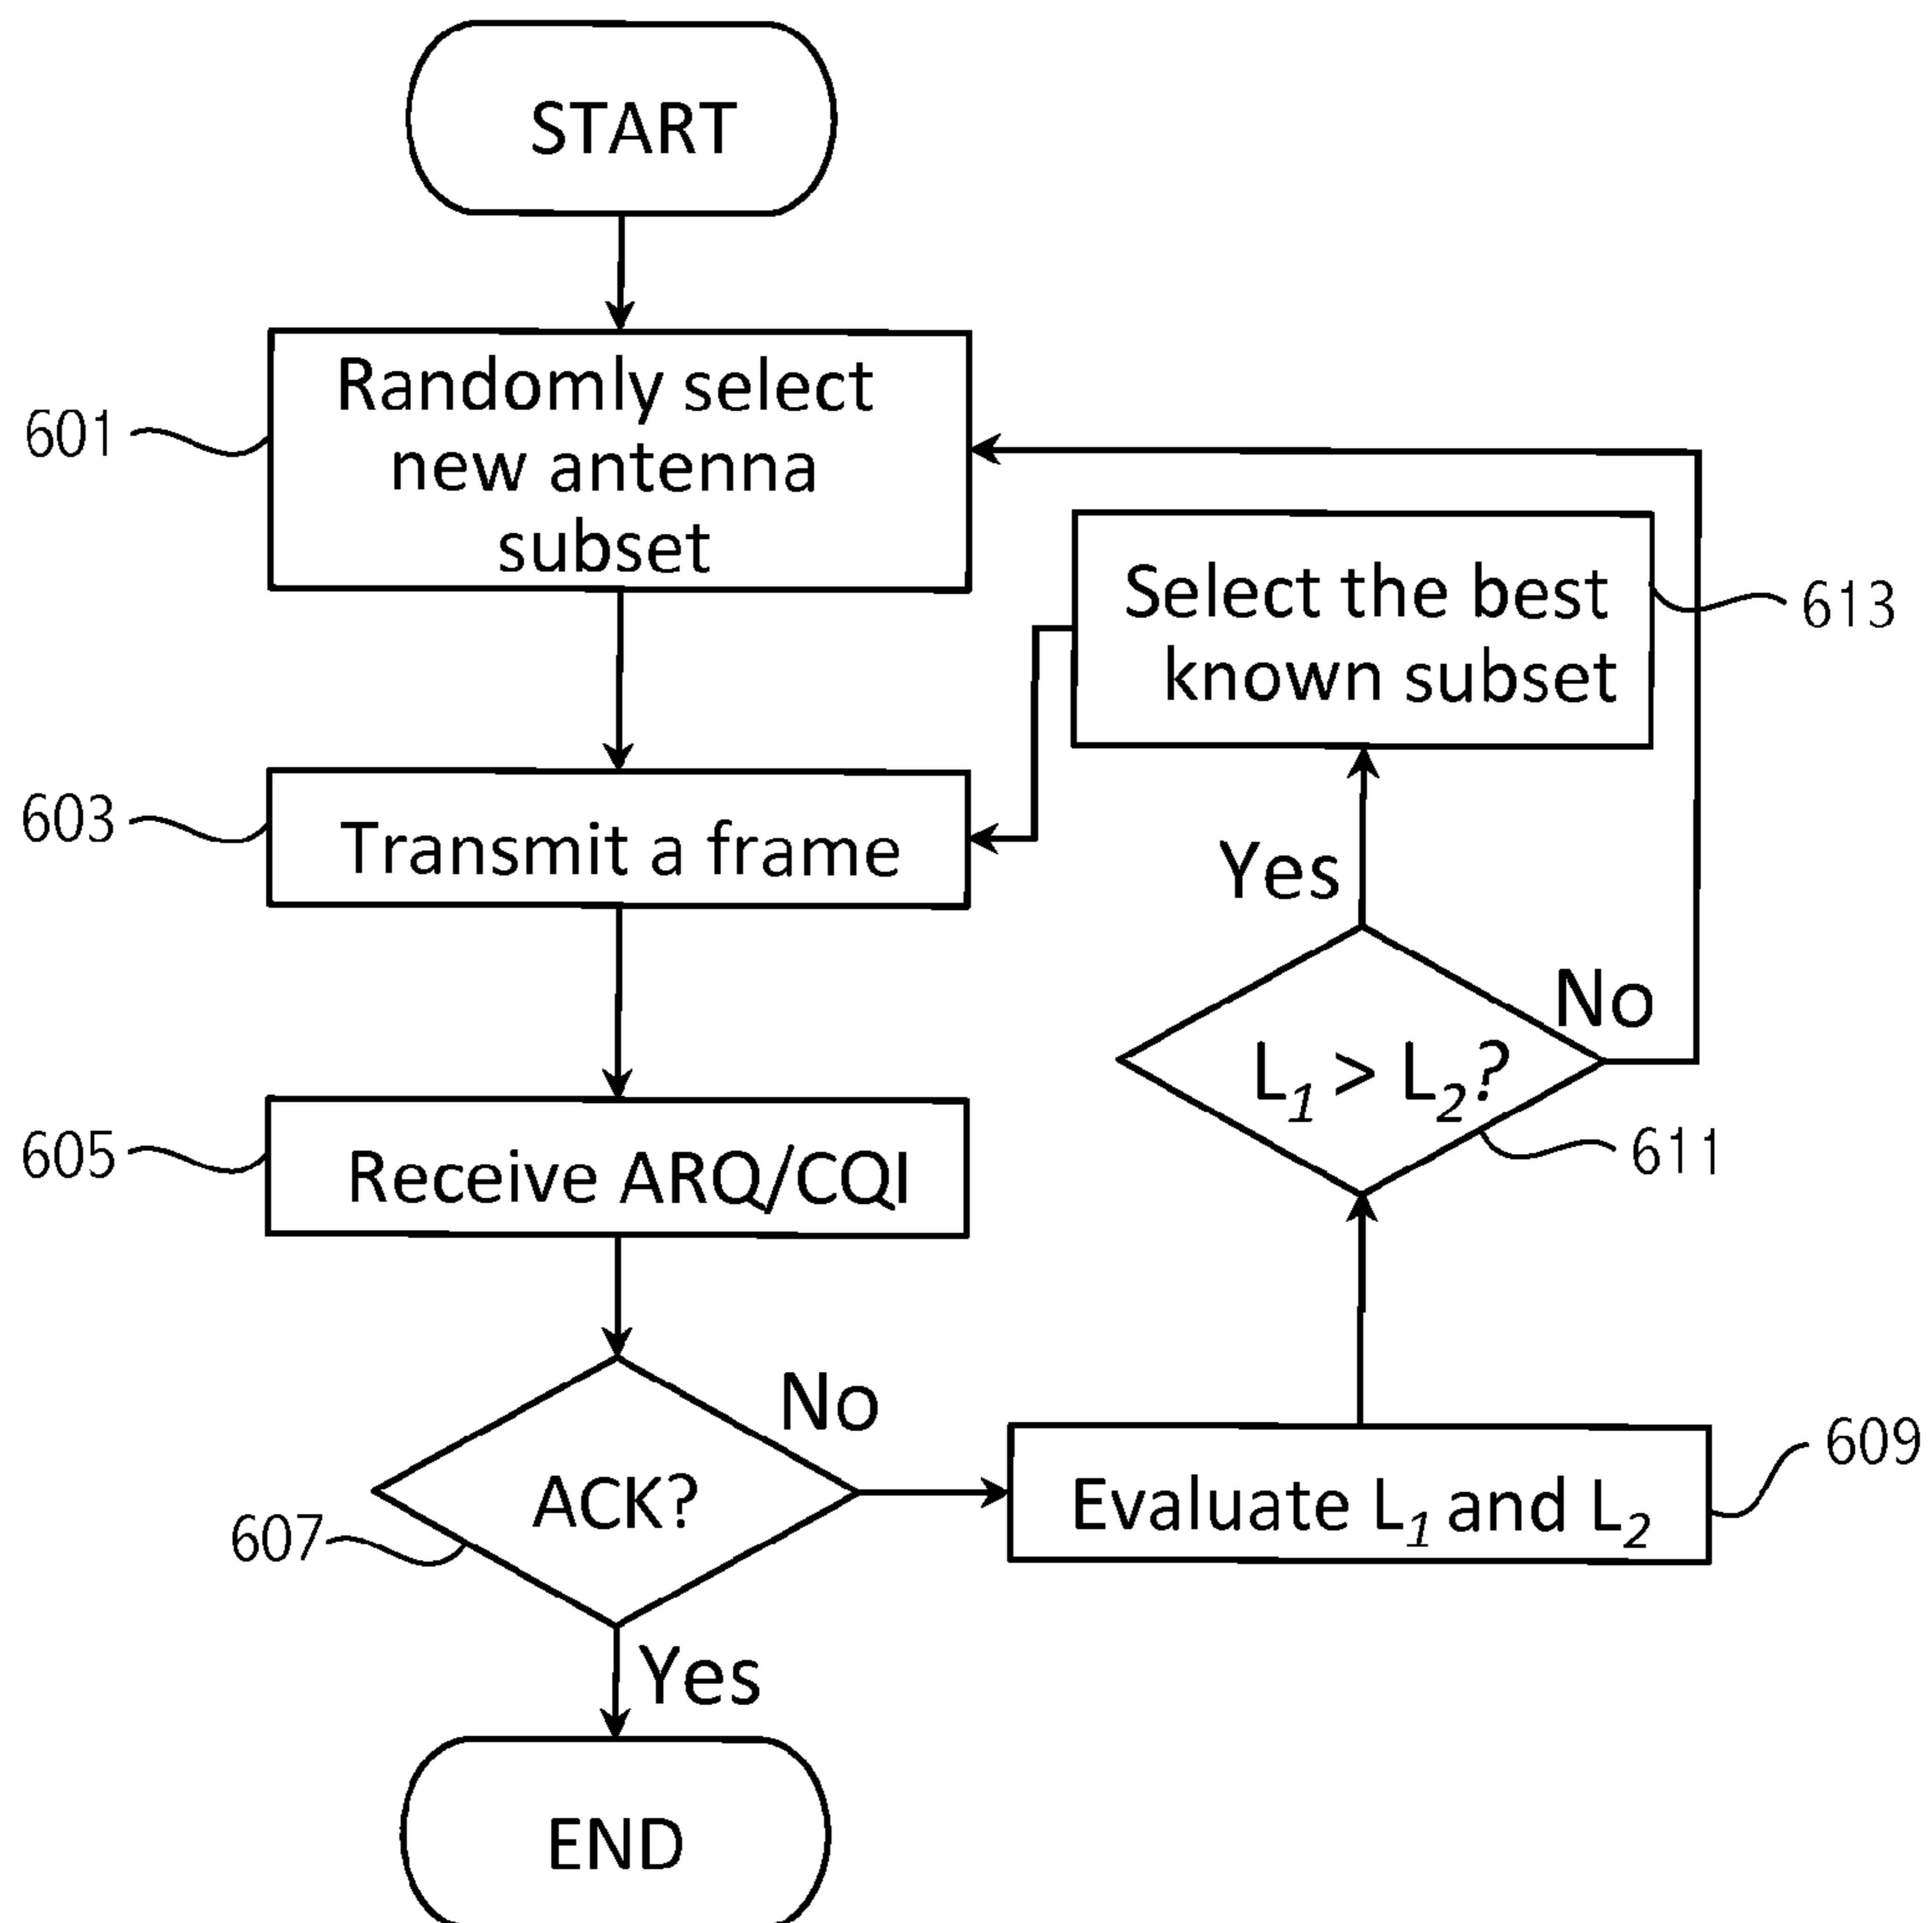 START
601
Randomly select
new antenna
subset
Select the best
known subset
613
603
Transmit a frame
Yes
No
L1 > L2?
611
605
Receive ARQ/CQI
No
ACK?
607
Evaluate L1 and L2
609
Yes
END